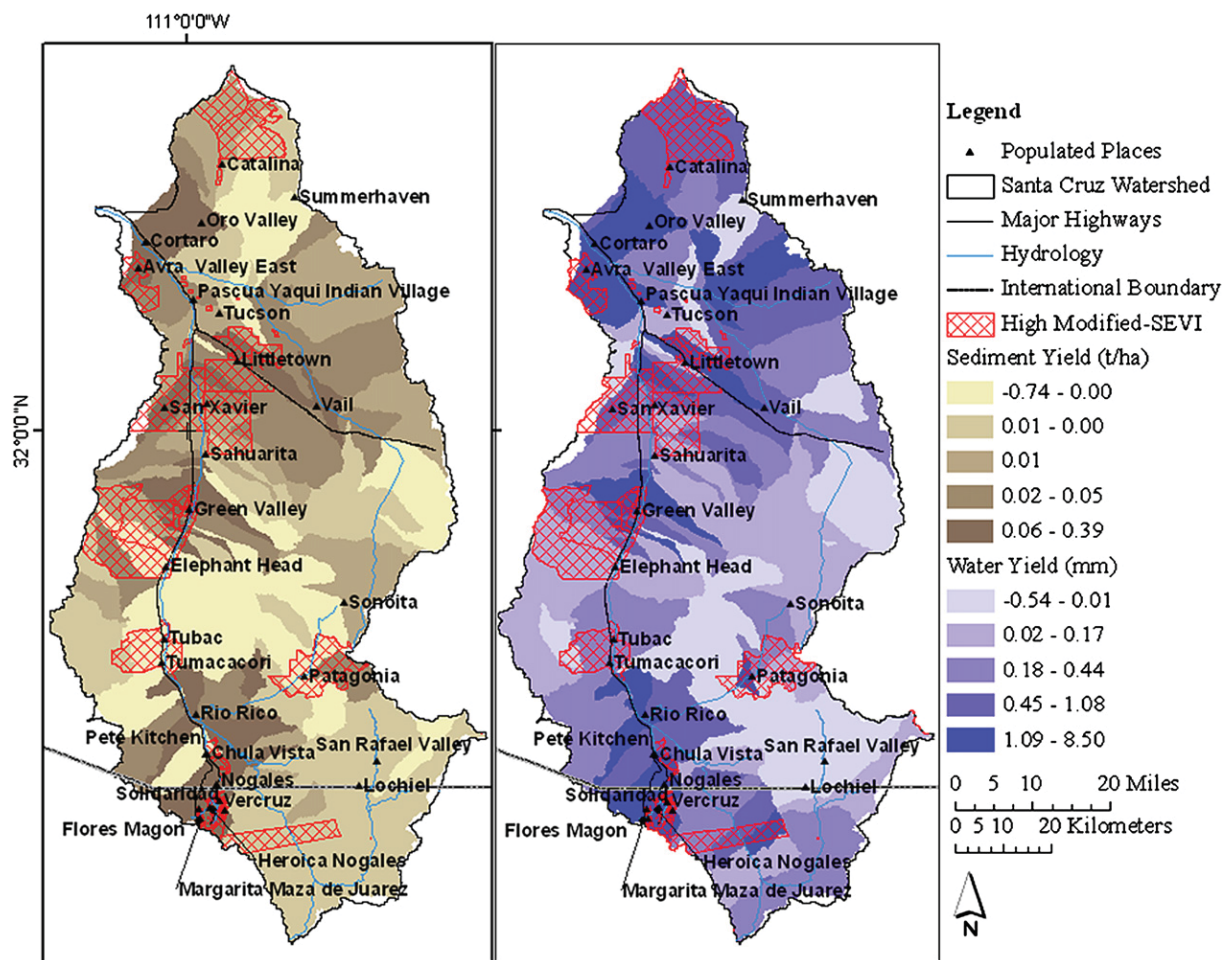 111°0'0"W
32°0'0"N
Catalina
Summerhaven
Oro Valley
Cortaro
Avra Valley East
Pascua Yaqui Indian Village
Tucson
Littletown
San Xavier
Vail
Sahuarita
Green Valley
Elephant Head
Sonoita
Tubac
Tumacacori
Patagonia
Rio Rico
Pete Kitchen
Chula Vista
San Rafael Valley
Nogales
Lochiel
Solidaridad
Vercruz
Flores Magon
Heroica Nogales
Margarita Maza de Juarez
Catalina
Summerhaven
Oro Valley
Cortaro
Avra Valley East
Pascua Yaqui Indian Village
Tucson
Littletown
San Xavier
Vail
Sahuarita
Green Valley
Elephant Head
Sonoita
Tubac
Tumacacori
Patagonia
Rio Rico
Pete Kitchen
Chula Vista
San Rafael Valley
Nogales
Lochiel
Solidaridad
Vercruz
Flores Magon
Heroica Nogales
Margarita Maza de Juarez
Legend
Populated Places
Santa Cruz Watershed
Major Highways
Hydrology
International Boundary
High Modified-SEVI
Sediment Yield (t/ha)
-0.74 - 0.00
0.01 - 0.00
0.01
0.02 - 0.05
0.06 - 0.39
Water Yield (mm)
-0.54 - 0.01
0.02 - 0.17
0.18 - 0.44
0.45 - 1.08
1.09 - 8.50
0 5 10 20 Miles
0 5 10 20 Kilometers
N